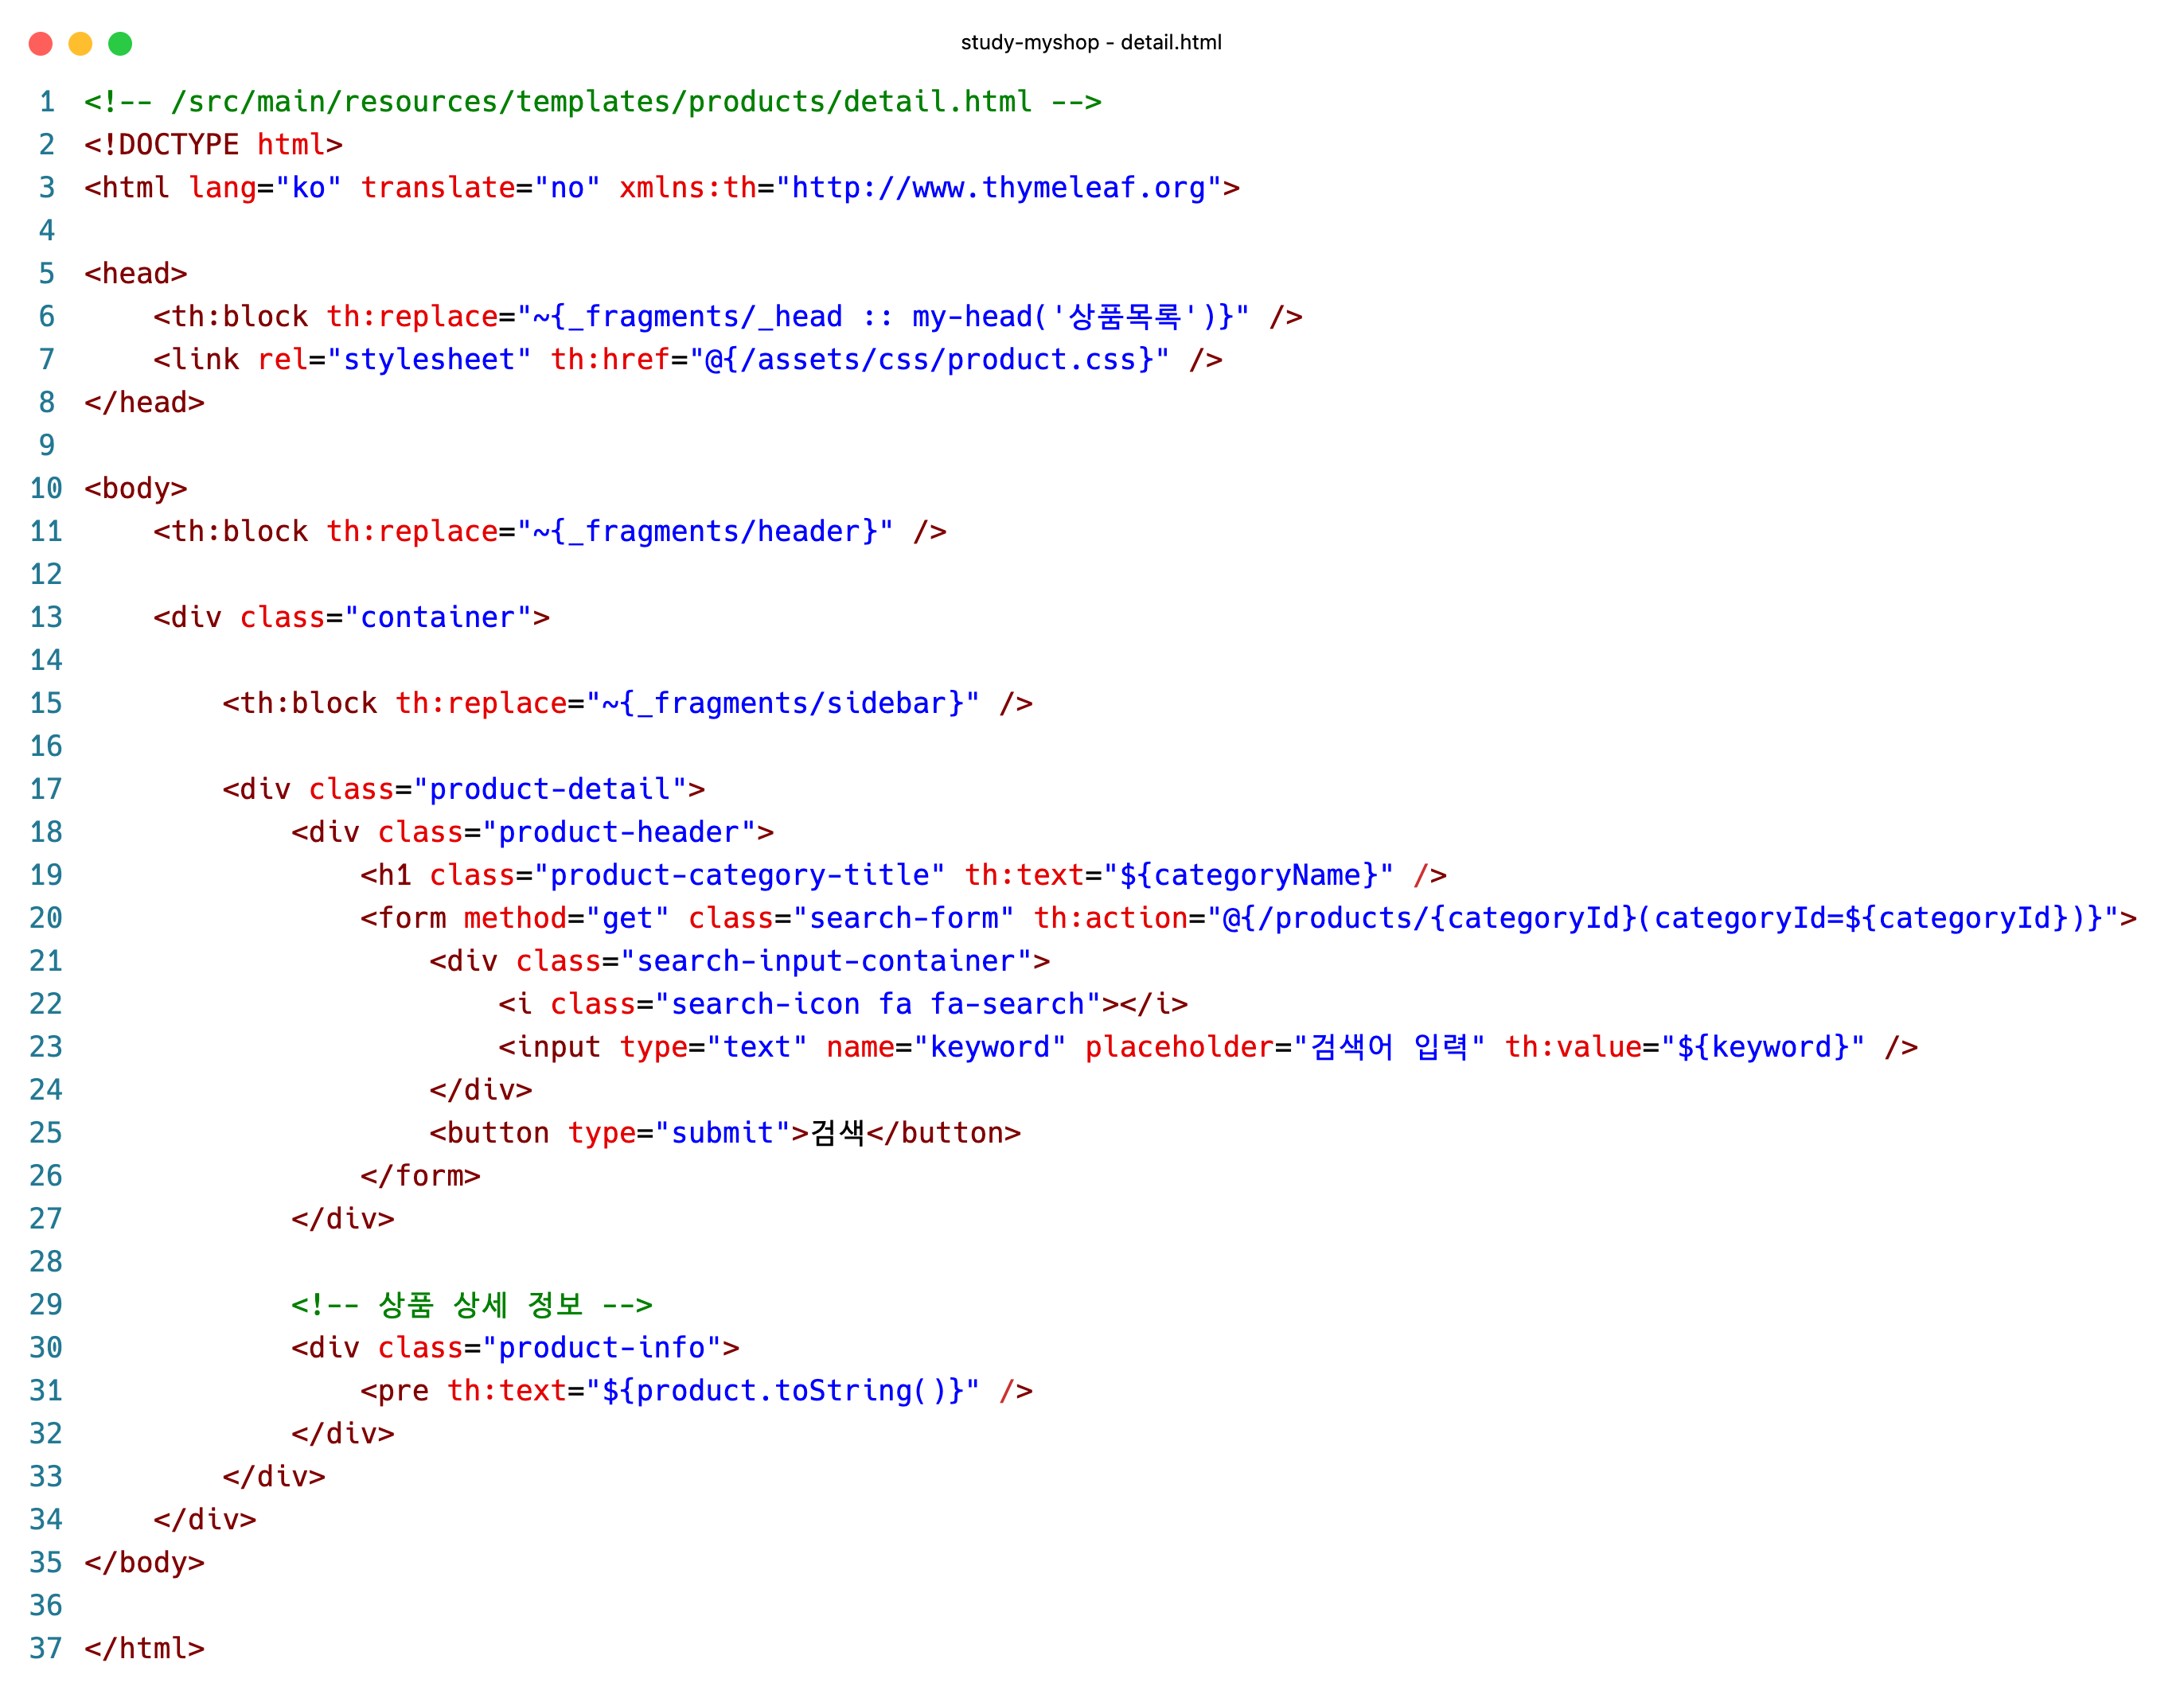 study-myshop - detail.html
1 <!-- /src/main/resources/templates/products/detail.html -->
2 <!DOCTYPE html>
3 <html lang="ko" translate="no" xmlns:th="http://www.thymeleaf.org">
4
5 <head>
6     <th:block th:replace="~{_fragments/_head :: my-head('상품목록')}" />
7     <link rel="stylesheet" th:href="@{/assets/css/product.css}" />
8 </head>
9
10 <body>
11     <th:block th:replace="~{_fragments/header}" />
12
13     <div class="container">
14
15         <th:block th:replace="~{_fragments/sidebar}" />
16
17         <div class="product-detail">
18             <div class="product-header">
19                 <h1 class="product-category-title" th:text="${categoryName}" />
20                 <form method="get" class="search-form" th:action="@{/products/{categoryId}(categoryId=${categoryId})}">
21                     <div class="search-input-container">
22                         <i class="search-icon fa fa-search"></i>
23                         <input type="text" name="keyword" placeholder="검색어 입력" th:value="${keyword}" />
24                     </div>
25                     <button type="submit">검색</button>
26                 </form>
27             </div>
28
29             <!-- 상품 상세 정보 -->
30             <div class="product-info">
31                 <pre th:text="${product.toString()}" />
32             </div>
33         </div>
34     </div>
35 </body>
36
37 </html>